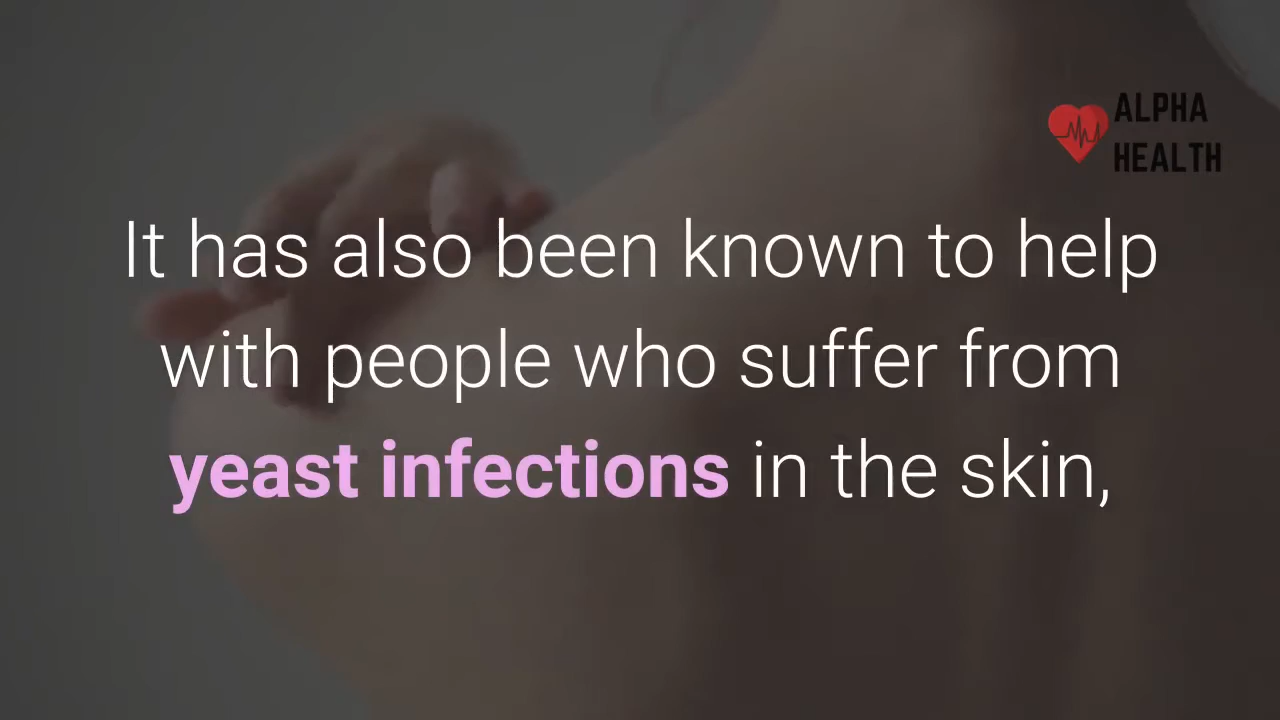 ALPHA
HEALTH
It has also been known to help
with people who suffer from
yeast infections in the skin,